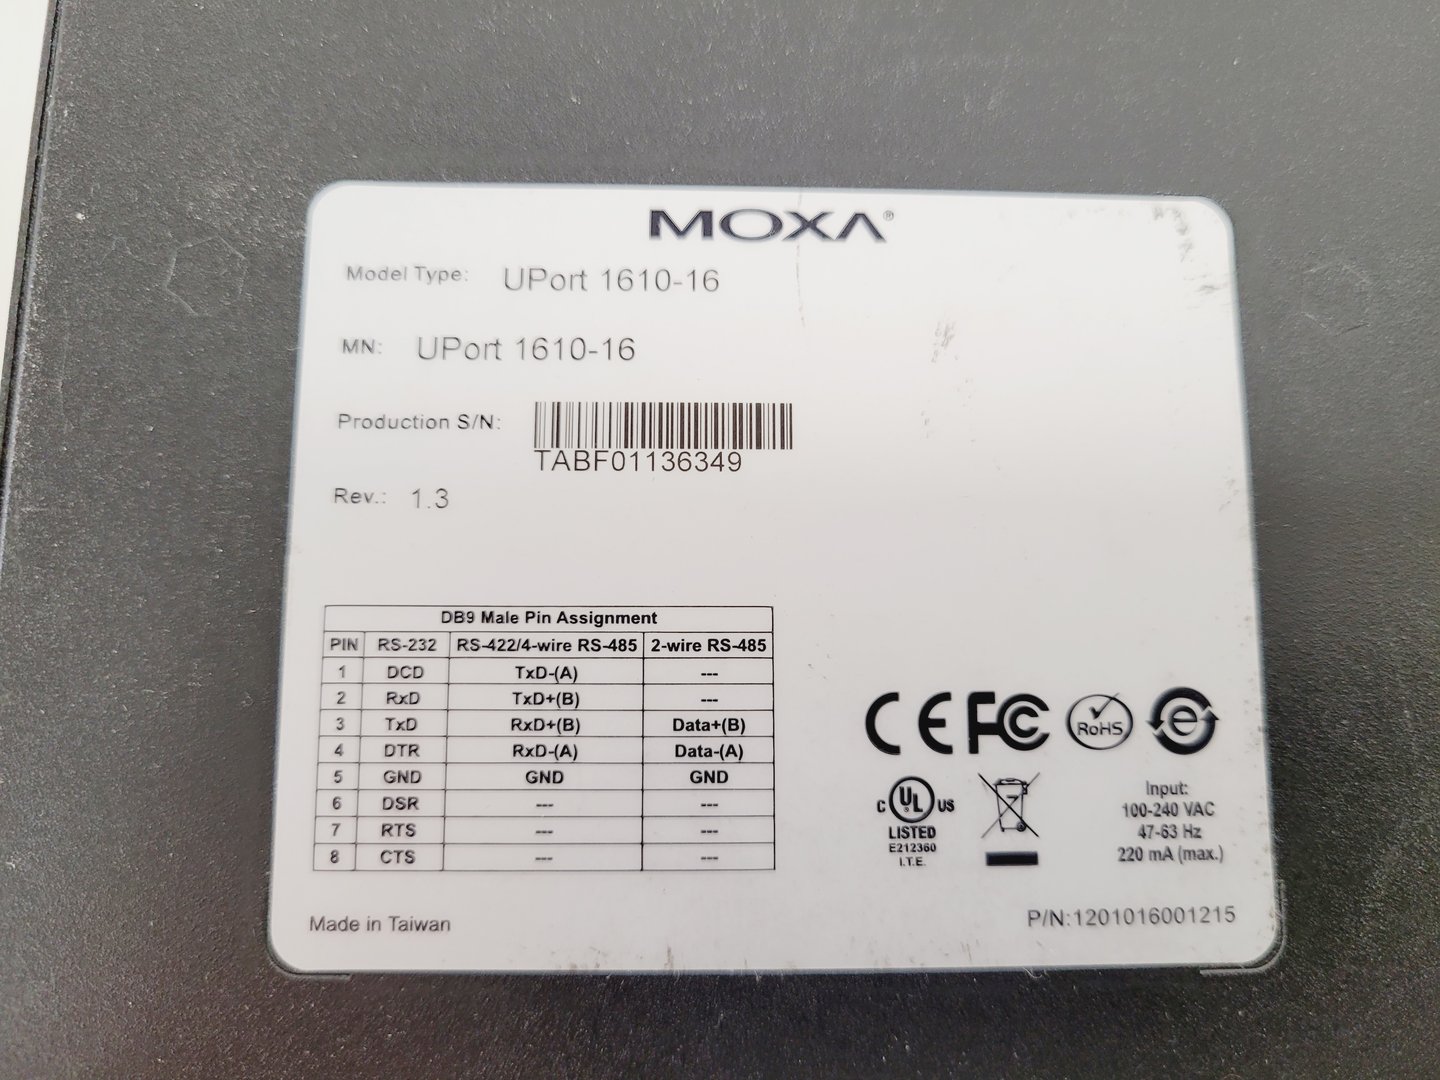 MOXA®
Model Type: UPort 1610-16
MN: UPort 1610-16
Production S/N:
TABF01136349
Rev.: 1.3
DB9 Male Pin Assignment
PIN RS-232 RS-422/4-wire RS-485 2-wire RS-485
1 DCD TxD-(A) ---
2 RxD TxD+(B) ---
3 TxD RxD+(B) Data+(B)
4 DTR RxD-(A) Data-(A)
5 GND GND GND
6 DSR --- ---
7 RTS --- ---
8 CTS --- ---
CE FC RoHS e
C UL US
LISTED
E212360
I.T.E.
Input:
100-240 VAC
47-63 Hz
220 mA (max.)
Made in Taiwan
P/N:1201016001215